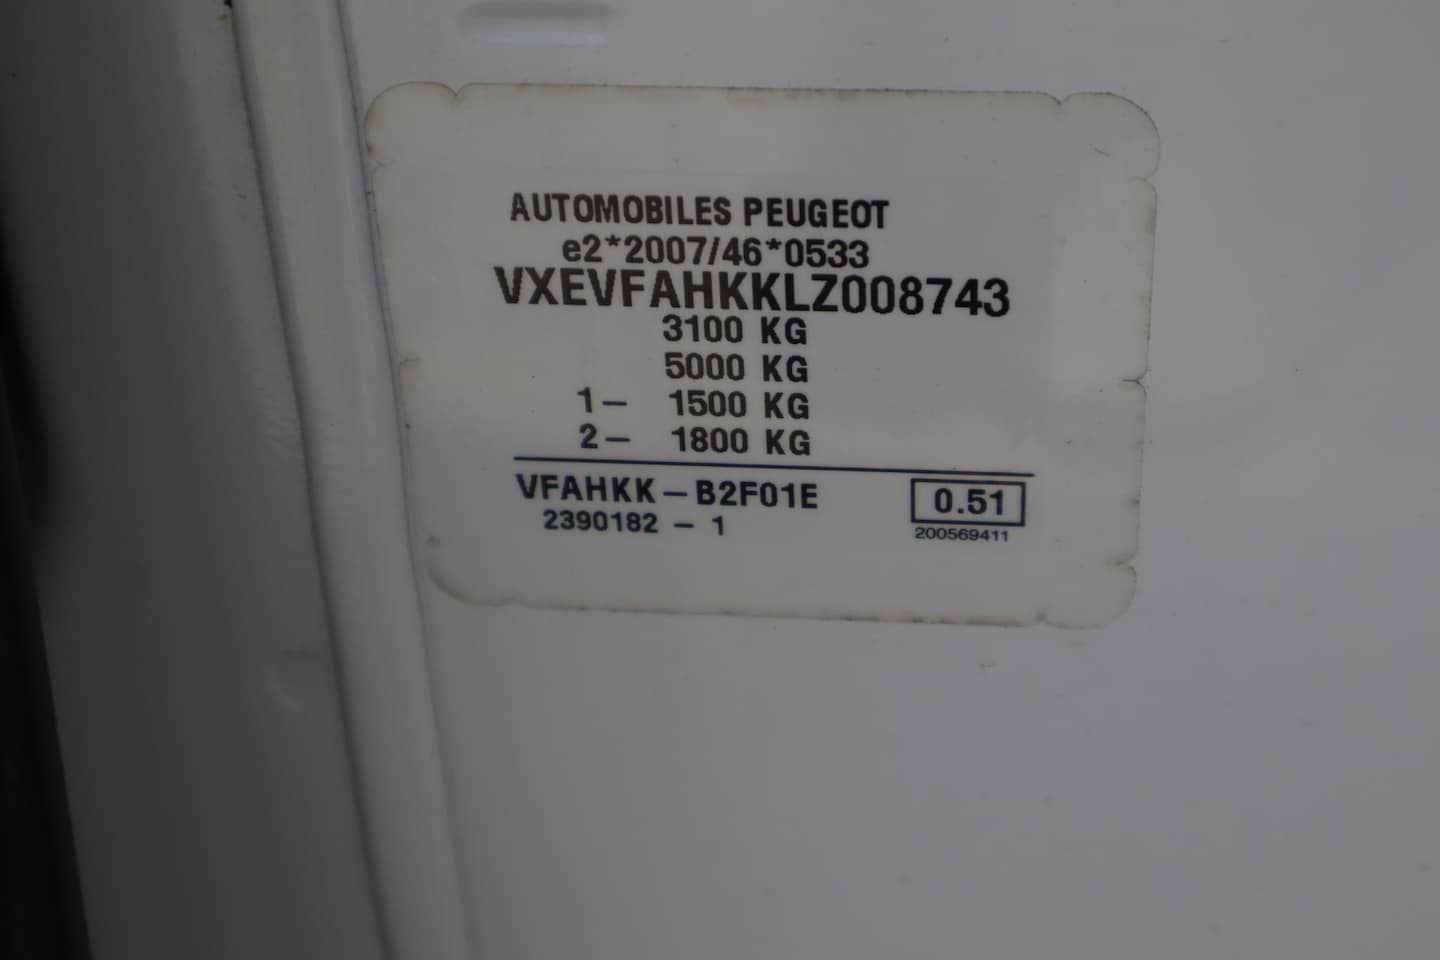 AUTOMOBILES PEUGEOT
e2*2007/46*0533
VXEVFAHKKLZ008743
3100 KG
5000 KG
1– 1500 KG
2– 1800 KG
VFAHKK – B2F01E
0.51
2390182 – 1
200569411